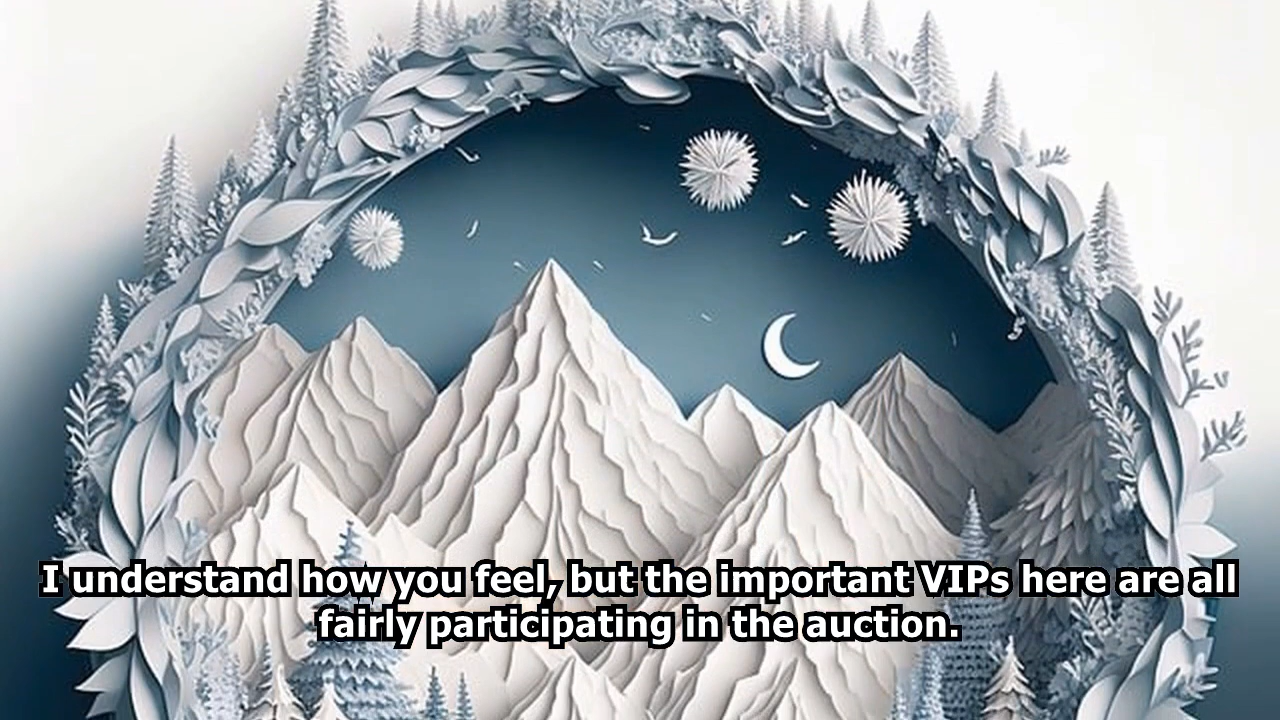 I understand how you feel, but the important VIPs here are all
fairly participating in the auction.